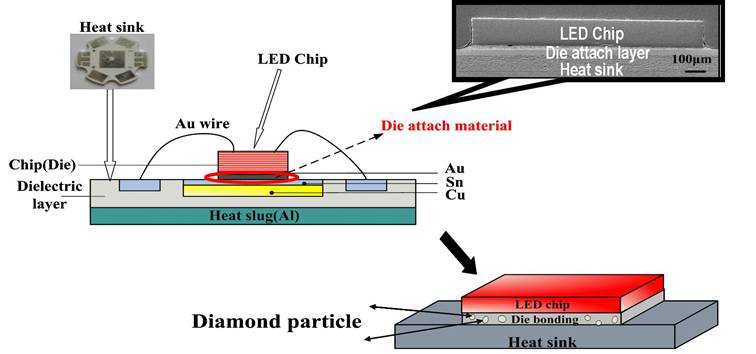 Heat sink
LED Chip
LED Chip
Die attach layer
Heat sink
100μm
Au wire
Die attach material
Chip(Die)
Au
Sn
Cu
Dielectric
layer
Heat slug(Al)
LED chip
Diamond particle
Die bonding
Heat sink